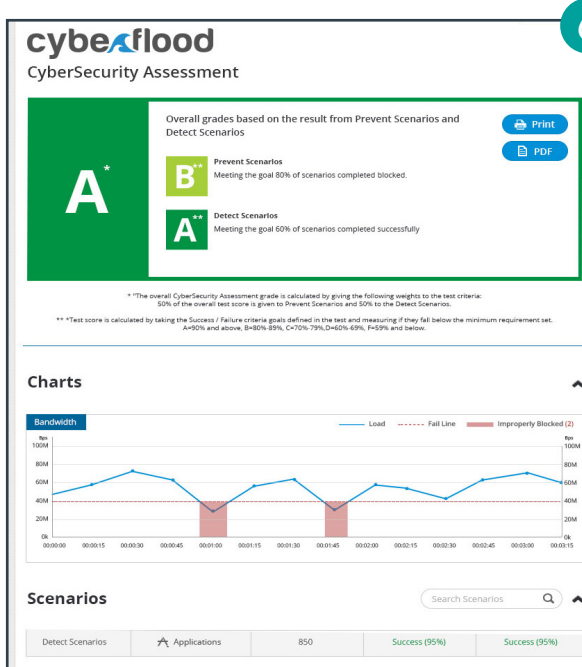 cyberflood
CyberSecurity Assessment
A*
Overall grades based on the result from Prevent Scenarios and
Detect Scenarios
Print
PDF
B**
Prevent Scenarios
Meeting the goal 80% of scenarios completed blocked.
A**
Detect Scenarios
Meeting the goal 60% of scenarios completed successfully
* "The overall CyberSecurity Assessment grade is calculated by giving the following weights to the test criteria:
50% of the overall test score is given to Prevent Scenarios and 50% to the Detect Scenarios.
** *Test score is calculated by taking the Success / Failure criteria goals defined in the test and measuring if they fall below the minimum requirement set.
A=90% and above, B=80%-89%, C=70%-79%,D=60%-69%, F=59% and below.
Charts
Bandwidth
Load Fail Line Improperly Blocked (2)
Bps Bps
100M 100M
80M 80M
60M 60M
40M 40M
20M 20M
0k 0k
00:00:00 00:00:15 00:00:30 00:00:45 00:01:00 00:01:15 00:01:30 00:01:45 00:02:00 00:02:15 00:02:30 00:02:45 00:03:00 00:03:15
Scenarios
Search Scenarios
Detect Scenarios Applications 850 Success (95%) Success (95%)